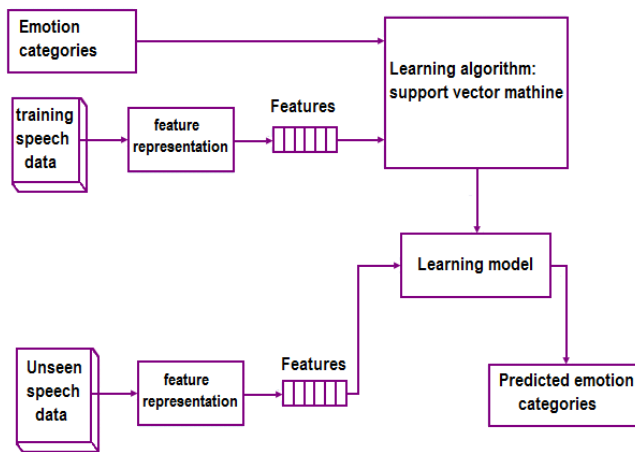 Emotion
categories
Learning algorithm:
support vector mathine
training
speech
data
feature
representation
Features
Learning model
Unseen
speech
data
feature
representation
Features
Predicted emotion
categories